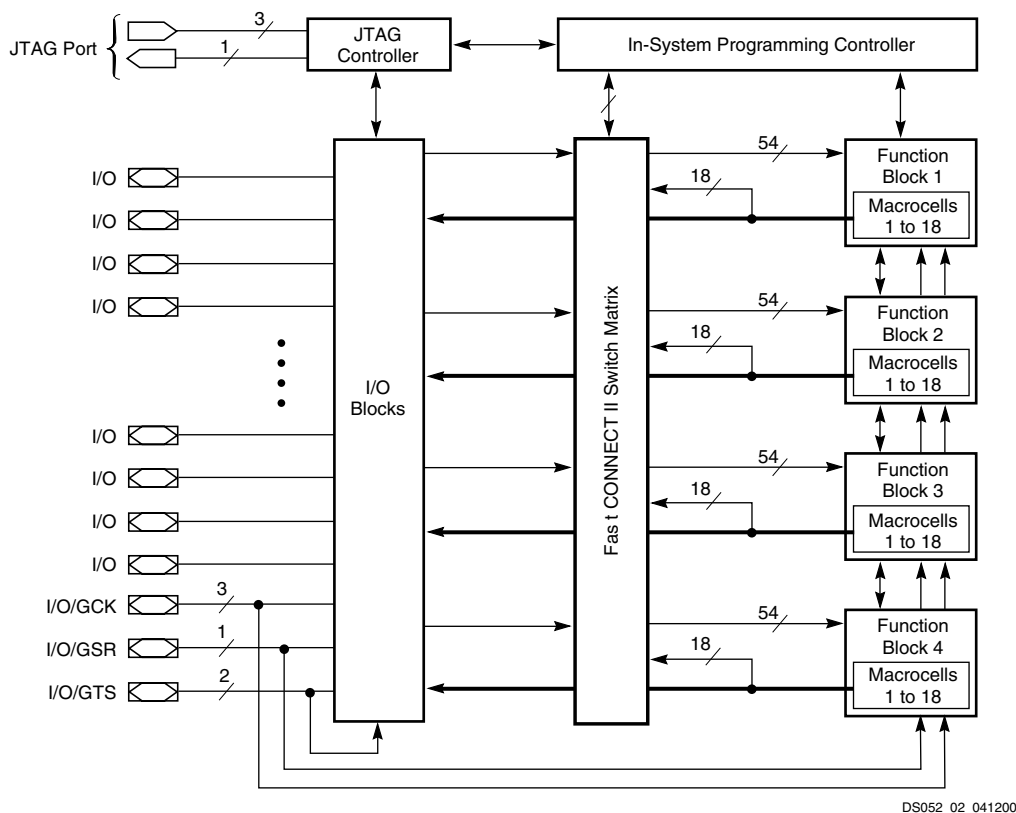 JTAG Port
3
1
JTAG
Controller
In-System Programming Controller
I/O
I/O
I/O
I/O
I/O
I/O
I/O
I/O
I/O/GCK
3
I/O/GSR
1
I/O/GTS
2
I/O
Blocks
Fas t CONNECT II Switch Matrix
54
18
Function
Block 1
Macrocells
1 to 18
54
18
Function
Block 2
Macrocells
1 to 18
54
18
Function
Block 3
Macrocells
1 to 18
54
18
Function
Block 4
Macrocells
1 to 18
DS052_02_041200